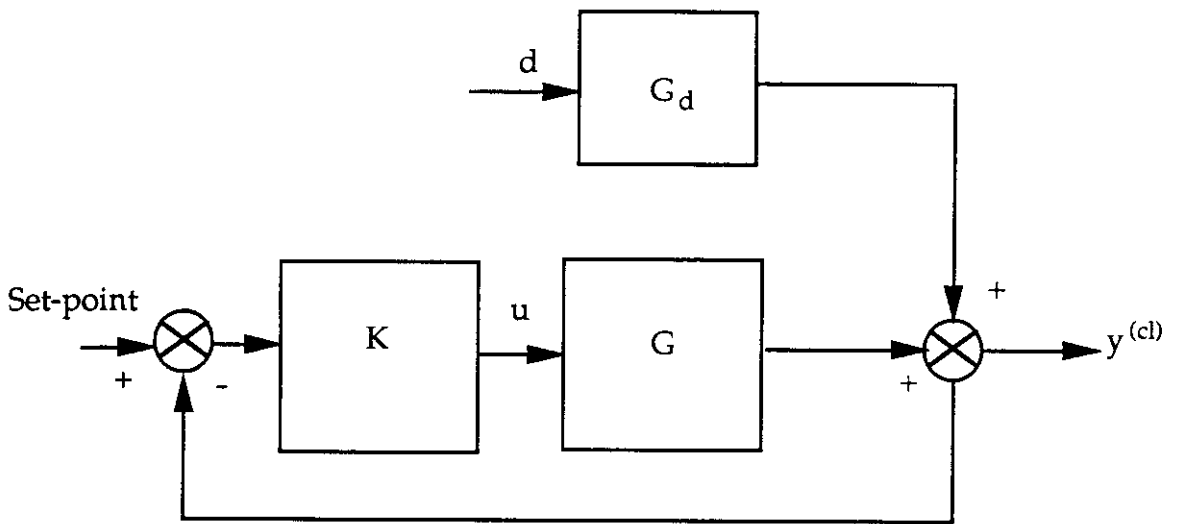 d
G_d
Set-point
K
u
G
+
y^(cl)
+
-
+